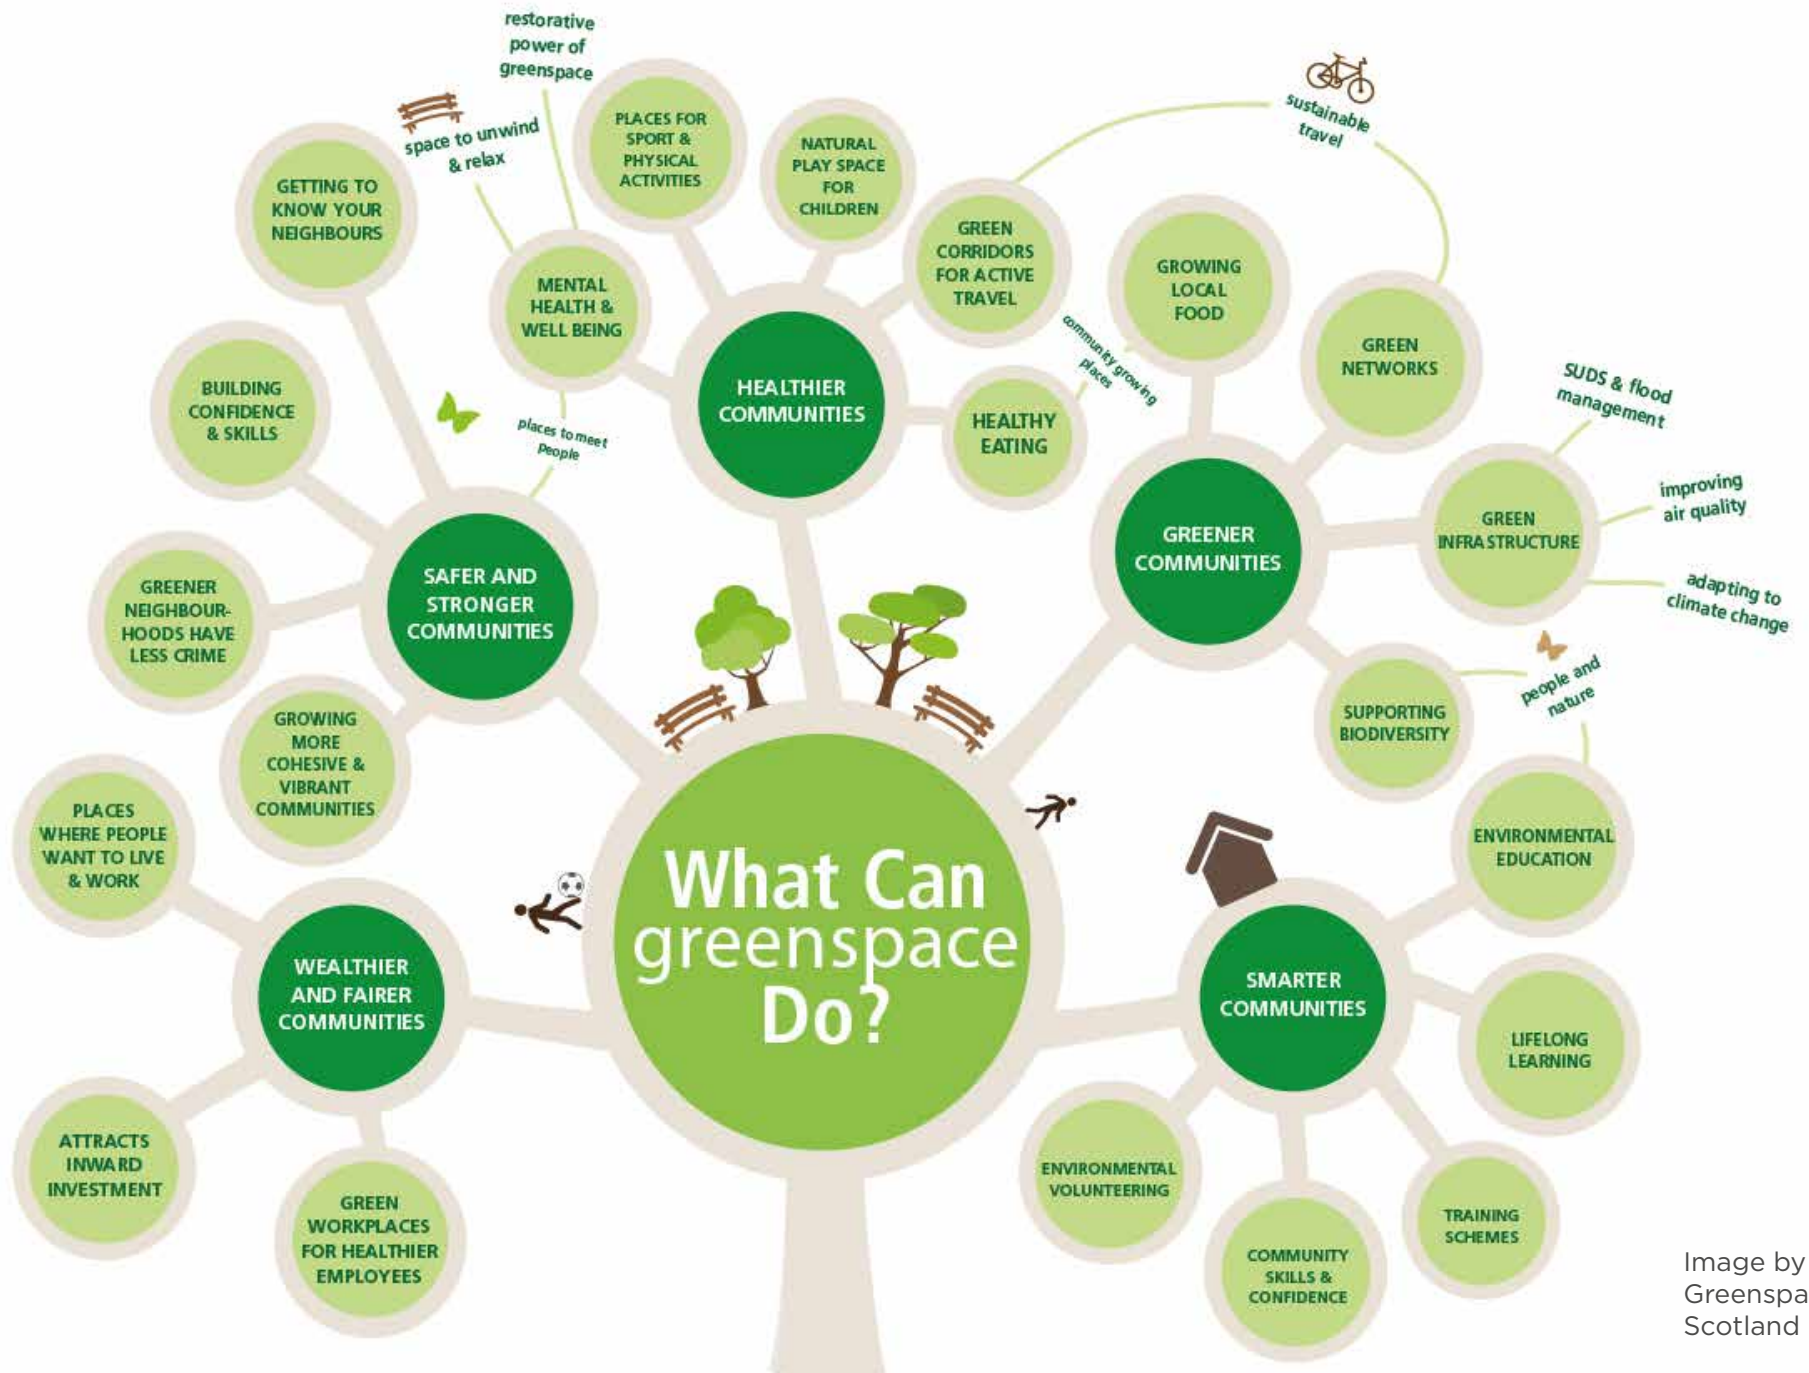 restorative
power of
greenspace
space to unwind
& relax
PLACES FOR
SPORT &
PHYSICAL
ACTIVITIES
NATURAL
PLAY SPACE
FOR
CHILDREN
sustainable
travel
GETTING TO
KNOW YOUR
NEIGHBOURS
MENTAL
HEALTH &
WELL BEING
GREEN
CORRIDORS
FOR ACTIVE
TRAVEL
GROWING
LOCAL
FOOD
GREEN
NETWORKS
community growing
places
HEALTHIER
COMMUNITIES
HEALTHY
EATING
BUILDING
CONFIDENCE
& SKILLS
places to meet
people
SUDS & flood
management
improving
air quality
GREEN
INFRASTRUCTURE
GREENER
COMMUNITIES
adapting to
climate change
SAFER AND
STRONGER
COMMUNITIES
GREENER
NEIGHBOUR-
HOODS HAVE
LESS CRIME
people and
nature
SUPPORTING
BIODIVERSITY
GROWING
MORE
COHESIVE &
VIBRANT
COMMUNITIES
PLACES
WHERE PEOPLE
WANT TO LIVE
& WORK
ENVIRONMENTAL
EDUCATION
What Can
greenspace
Do?
WEALTHIER
AND FAIRER
COMMUNITIES
SMARTER
COMMUNITIES
LIFELONG
LEARNING
ATTRACTS
INWARD
INVESTMENT
GREEN
WORKPLACES
FOR HEALTHIER
EMPLOYEES
ENVIRONMENTAL
VOLUNTEERING
COMMUNITY
SKILLS &
CONFIDENCE
TRAINING
SCHEMES
Image by
Greenspa
Scotland